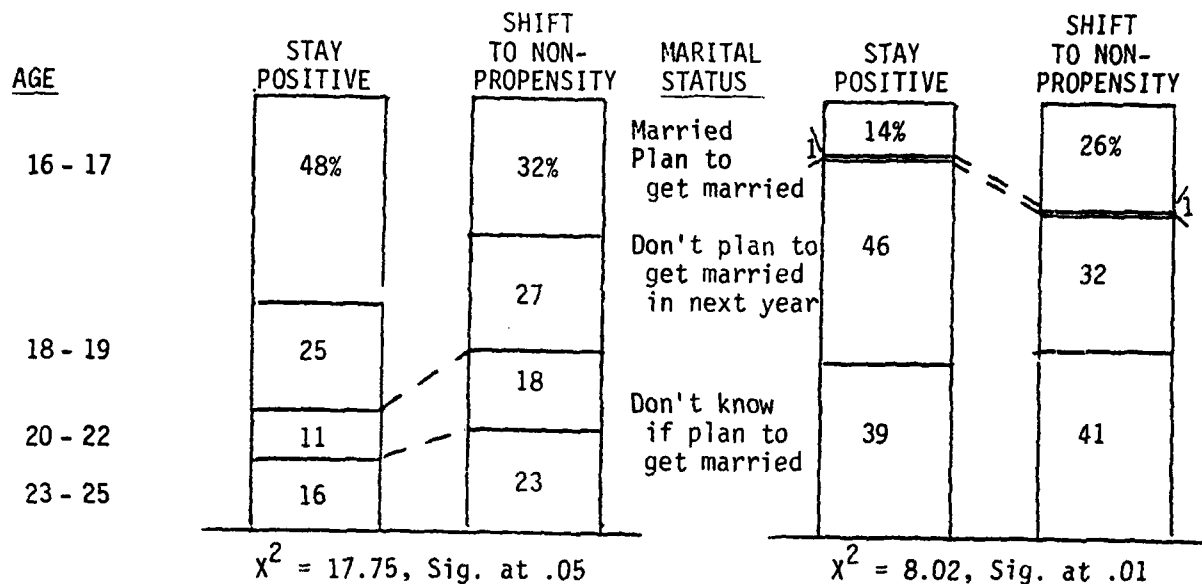 AGE
STAY
POSITIVE
SHIFT
TO NON-
PROPENSITY
16 - 17
48%
32%
27
18 - 19
25
18
20 - 22
11
23 - 25
16
23
X² = 17.75, Sig. at .05
MARITAL
STATUS
STAY
POSITIVE
SHIFT
TO NON-
PROPENSITY
Married
14%
26%
Plan to
get married
1
1
Don't plan to
get married
in next year
46
32
Don't know
if plan to
get married
39
41
X² = 8.02, Sig. at .01